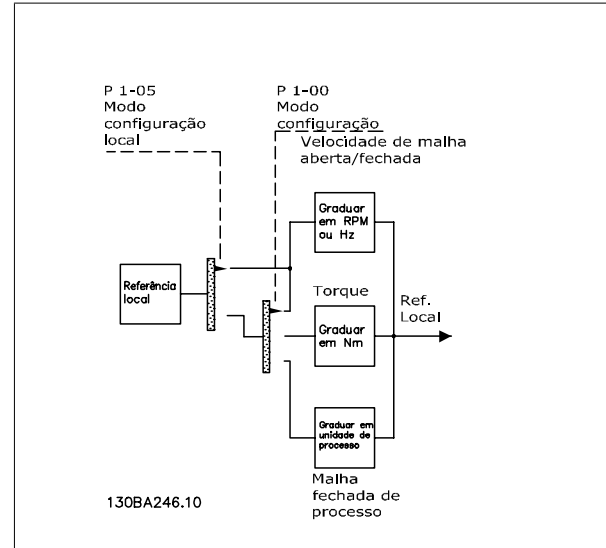 P 1-05
Modo
configuração
local
P 1-00
Modo
configuração
Velocidade de malha
aberta/fechada
Graduar
em RPM
ou Hz
Referência
local
Torque
Graduar
em Nm
Ref.
Local
Graduar em
unidade de
processo
Malha
fechada de
processo
130BA246.10